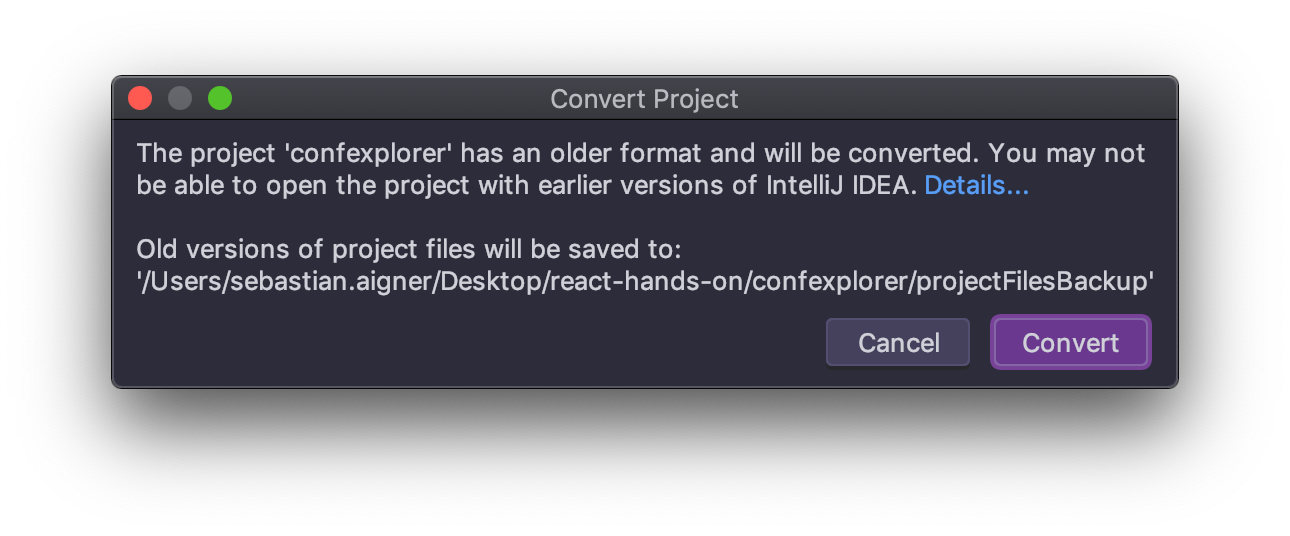 Convert Project
The project 'confexplorer' has an older format and will be converted. You may not
be able to open the project with earlier versions of IntelliJ IDEA. Details...
Old versions of project files will be saved to:
'/Users/sebastian.aigner/Desktop/react-hands-on/confexplorer/projectFilesBackup'
Cancel Convert